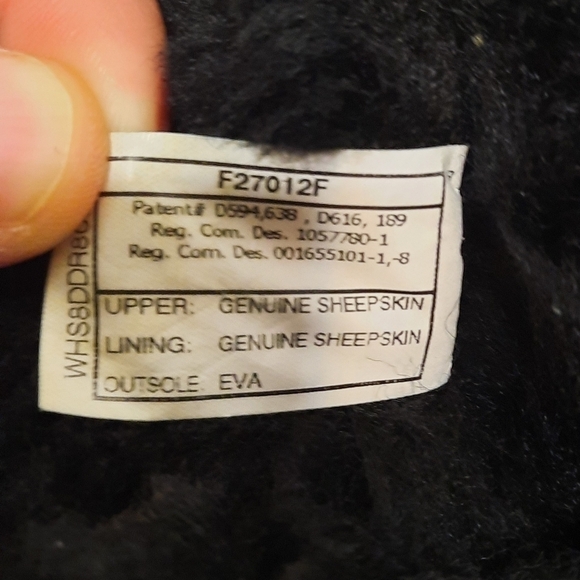 F27012F
Patent# D594,638 , D616, 189
Reg. Com. Des. 1057780-1
Reg. Com. Des. 001655101-1,-8
UPPER: GENUINE SHEEPSKIN
LINING: GENUINE SHEEPSKIN
OUTSOLE: EVA